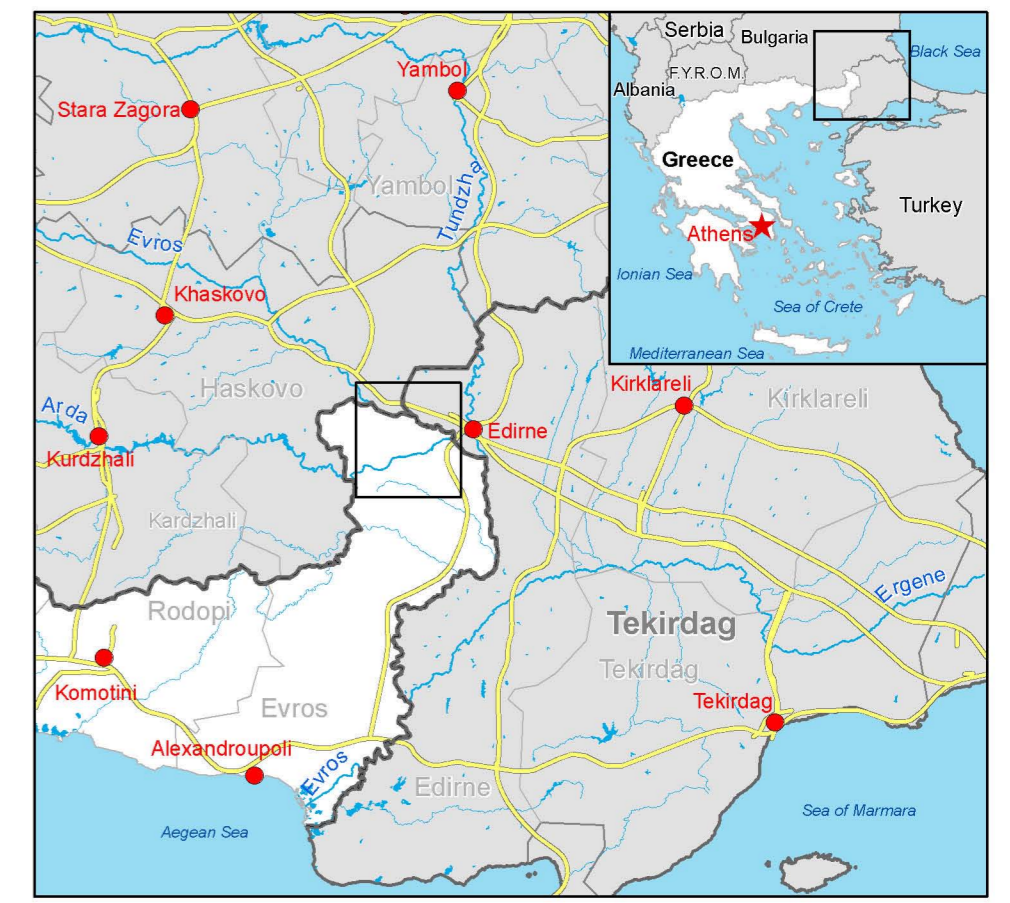 Serbia
Bulgaria
Black Sea
F.Y.R.O.M.
Albania
Greece
Turkey
Athens
Ionian Sea
Sea of Crete
Mediterranean Sea
Yambol
Stara Zagora
Yambol
Tundzha
Evros
Khaskovo
Haskovo
Kirklareli
Kirklareli
Arda
Edirne
Kurdzhali
Kardzhali
Ergene
Rodopi
Tekirdag
Tekirdag
Komotini
Evros
Tekirdag
Alexandroupoli
Evros
Edirne
Sea of Marmara
Aegean Sea